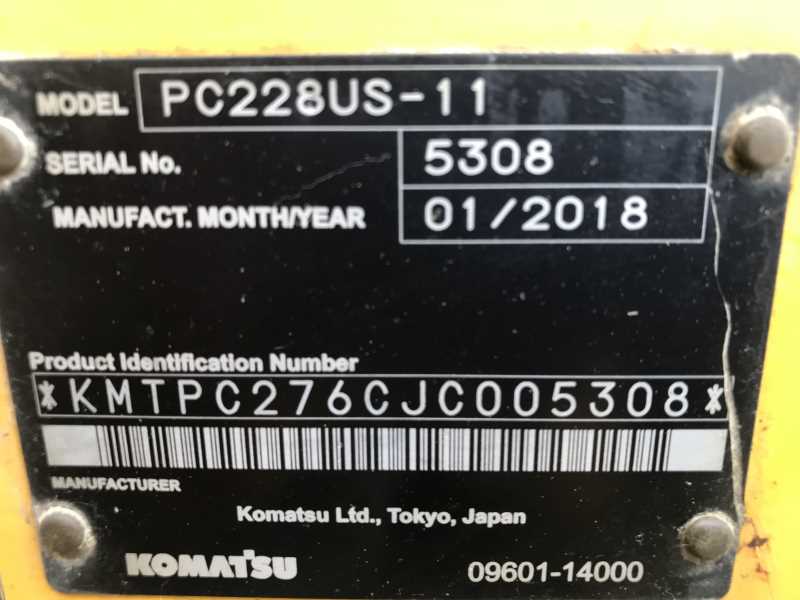 MODEL PC228US-11
SERIAL No. 5308
MANUFACT. MONTH/YEAR 01/2018
Product Identification Number
*KMTPC276CJC005308*
MANUFACTURER
Komatsu Ltd., Tokyo, Japan
KOMATSU 09601-14000